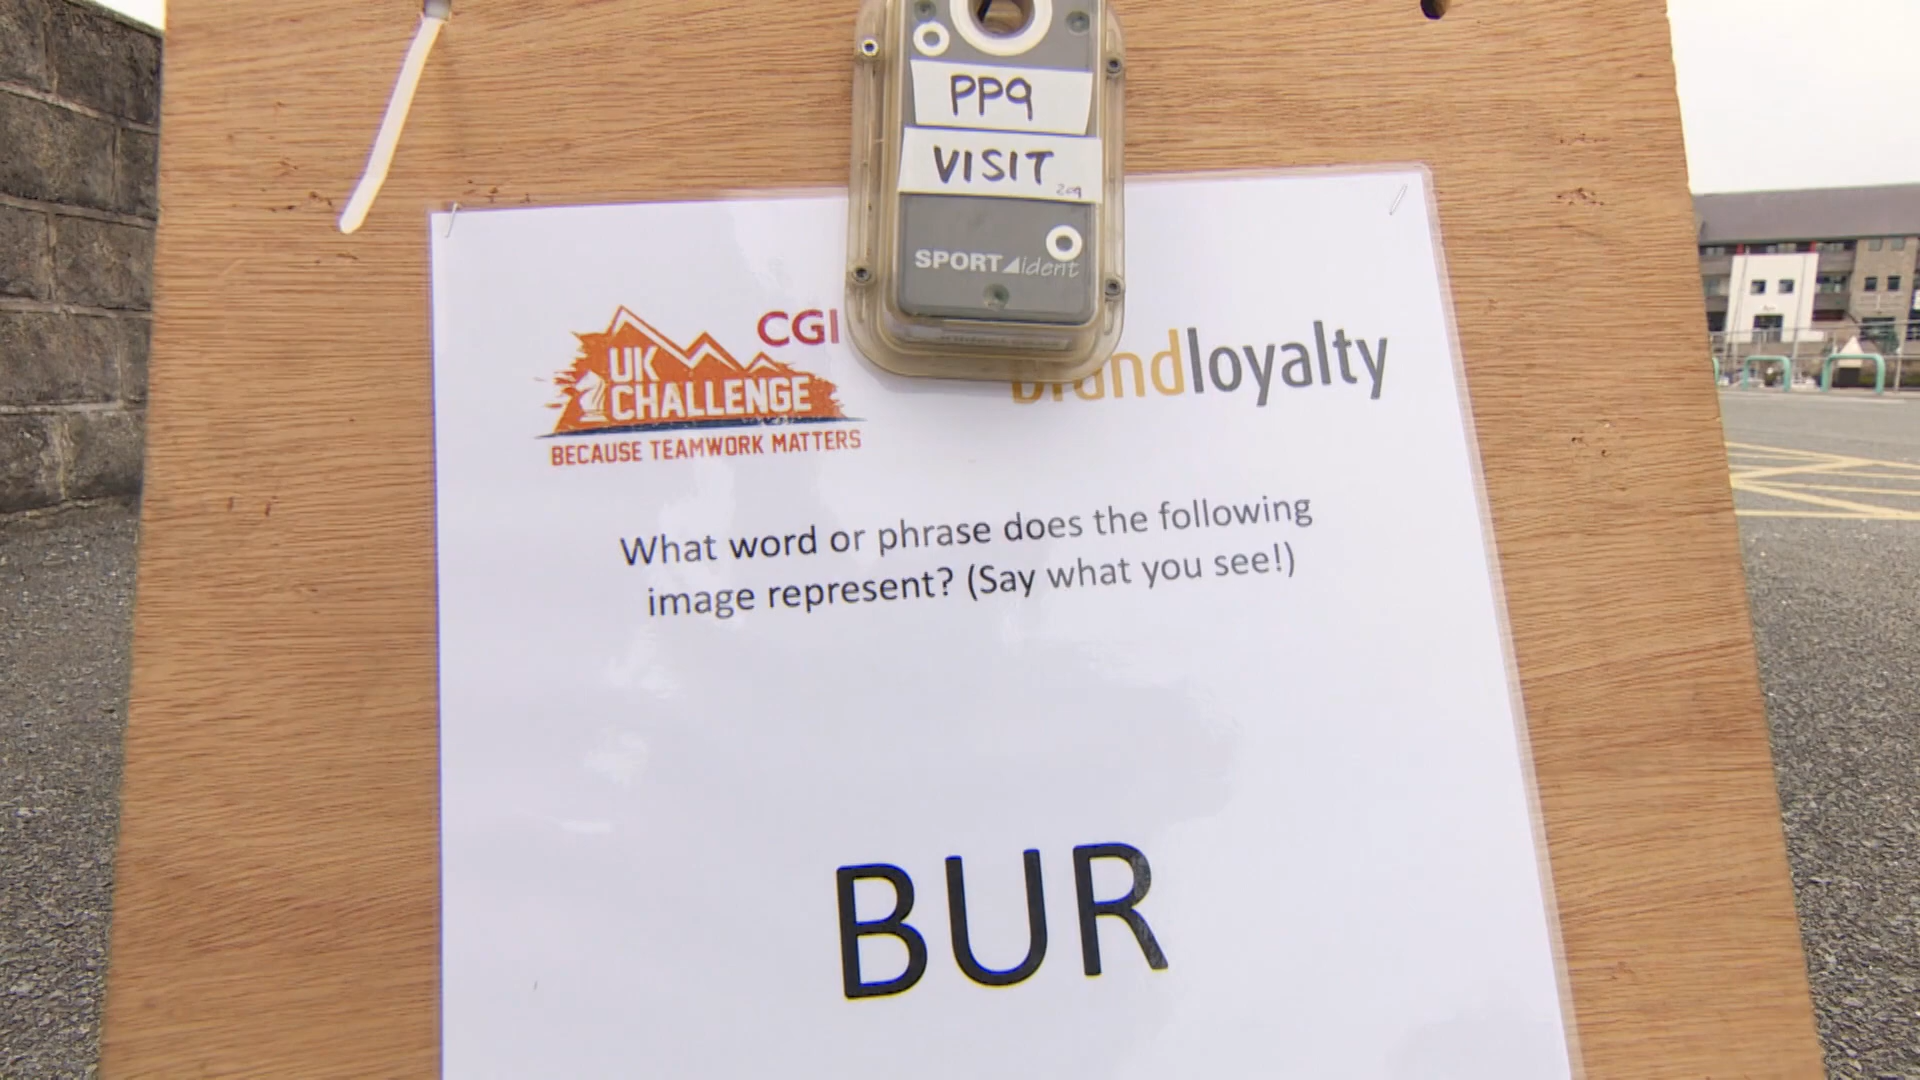 PP9
VISIT
209
SPORTident
CGI
UK
CHALLENGE
BECAUSE TEAMWORK MATTERS
brandloyalty
What word or phrase does the following
image represent? (Say what you see!)
BUR